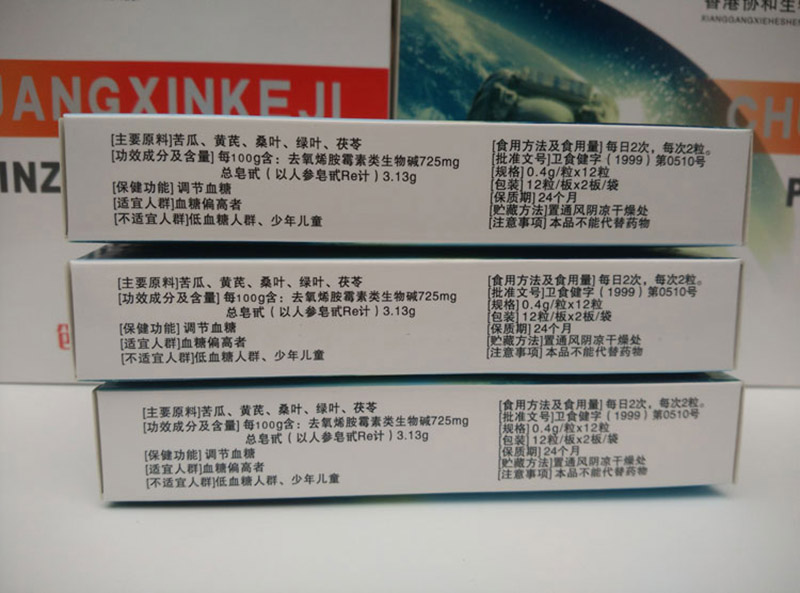 香港协和生物
XIANGGANGXIEHESHEN
UANGXINKEJI
CHU
INZ
P
[主要原料]苦瓜、黄芪、桑叶、绿叶、茯苓
[功效成分及含量] 每100g含：去氧烯胺霉素类生物碱725mg
总皂甙（以人参皂甙Re计）3.13g
[保健功能] 调节血糖
[适宜人群]血糖偏高者
[不适宜人群]低血糖人群、少年儿童
[食用方法及食用量] 每日2次，每次2粒。
[批准文号]卫食健字（1999）第0510号
[规格] 0.4g/粒x12粒
[包装] 12粒/板x2板/袋
[保质期] 24个月
[贮藏方法]置通风阴凉干燥处
[注意事项] 本品不能代替药物
[主要原料]苦瓜、黄芪、桑叶、绿叶、茯苓
[功效成分及含量] 每100g含：去氧烯胺霉素类生物碱725mg
总皂甙（以人参皂甙Re计）3.13g
[保健功能] 调节血糖
[适宜人群]血糖偏高者
[不适宜人群]低血糖人群、少年儿童
[食用方法及食用量] 每日2次，每次2粒。
[批准文号]卫食健字（1999）第0510号
[规格] 0.4g/粒x12粒
[包装] 12粒/板x2板/袋
[保质期] 24个月
[贮藏方法]置通风阴凉干燥处
[注意事项] 本品不能代替药物
[主要原料]苦瓜、黄芪、桑叶、绿叶、茯苓
[功效成分及含量] 每100g含：去氧烯胺霉素类生物碱725mg
总皂甙（以人参皂甙Re计）3.13g
[保健功能] 调节血糖
[适宜人群]血糖偏高者
[不适宜人群]低血糖人群、少年儿童
[食用方法及食用量] 每日2次，每次2粒。
[批准文号]卫食健字（1999）第0510号
[规格] 0.4g/粒x12粒
[包装] 12粒/板x2板/袋
[保质期] 24个月
[贮藏方法]置通风阴凉干燥处
[注意事项] 本品不能代替药物